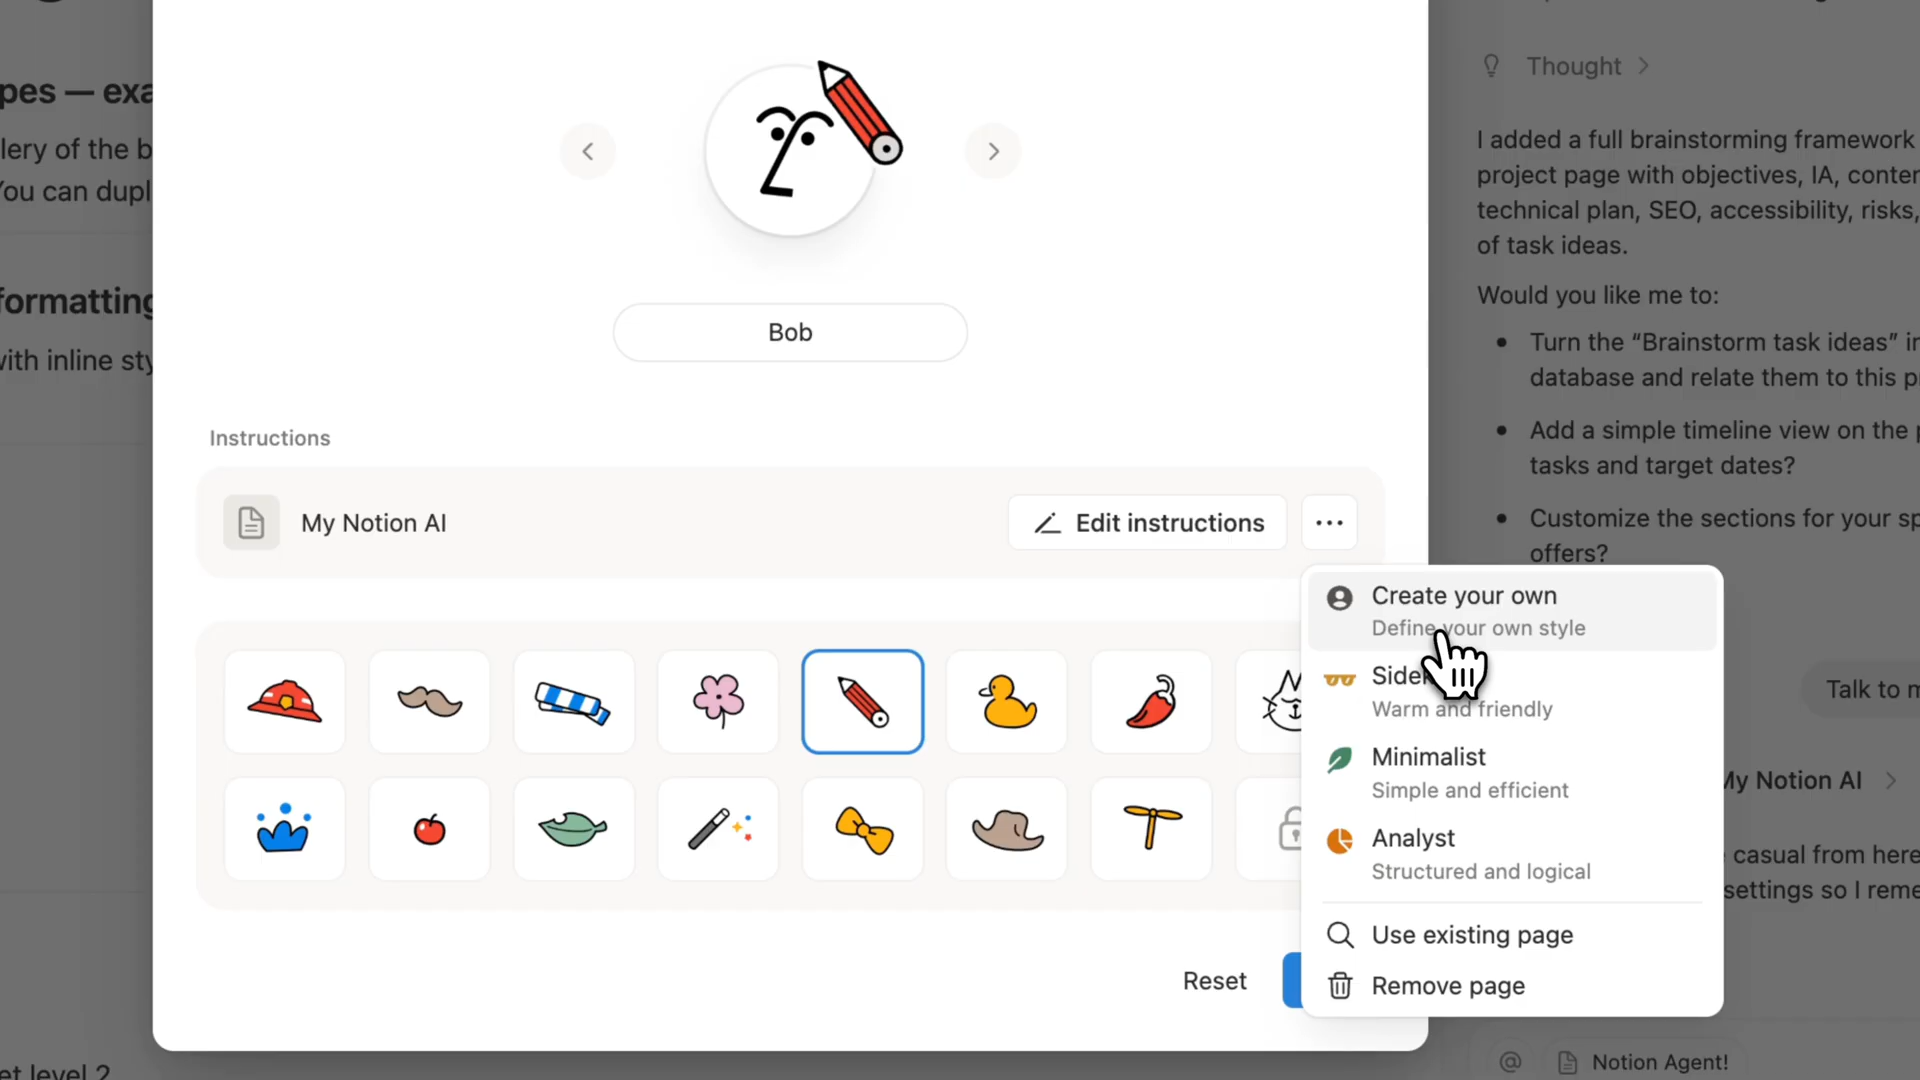 pes — exa
lery of the b
You can dupl
formatting
with inline sty
et level 2
Bob
Instructions
My Notion AI
Edit instructions
Reset
Create your own
Define your own style
Warm and friendly
Minimalist
Simple and efficient
Analyst
Structured and logical
Use existing page
Remove page
Thought
I added a full brainstorming framework
project page with objectives, IA, conten
technical plan, SEO, accessibility, risks,
of task ideas.
Would you like me to:
• Turn the “Brainstorm task ideas” in
database and relate them to this p
• Add a simple timeline view on the p
tasks and target dates?
• Customize the sections for your sp
offers?
Talk to m
My Notion AI
casual from here
settings so I reme
@ Notion Agent!